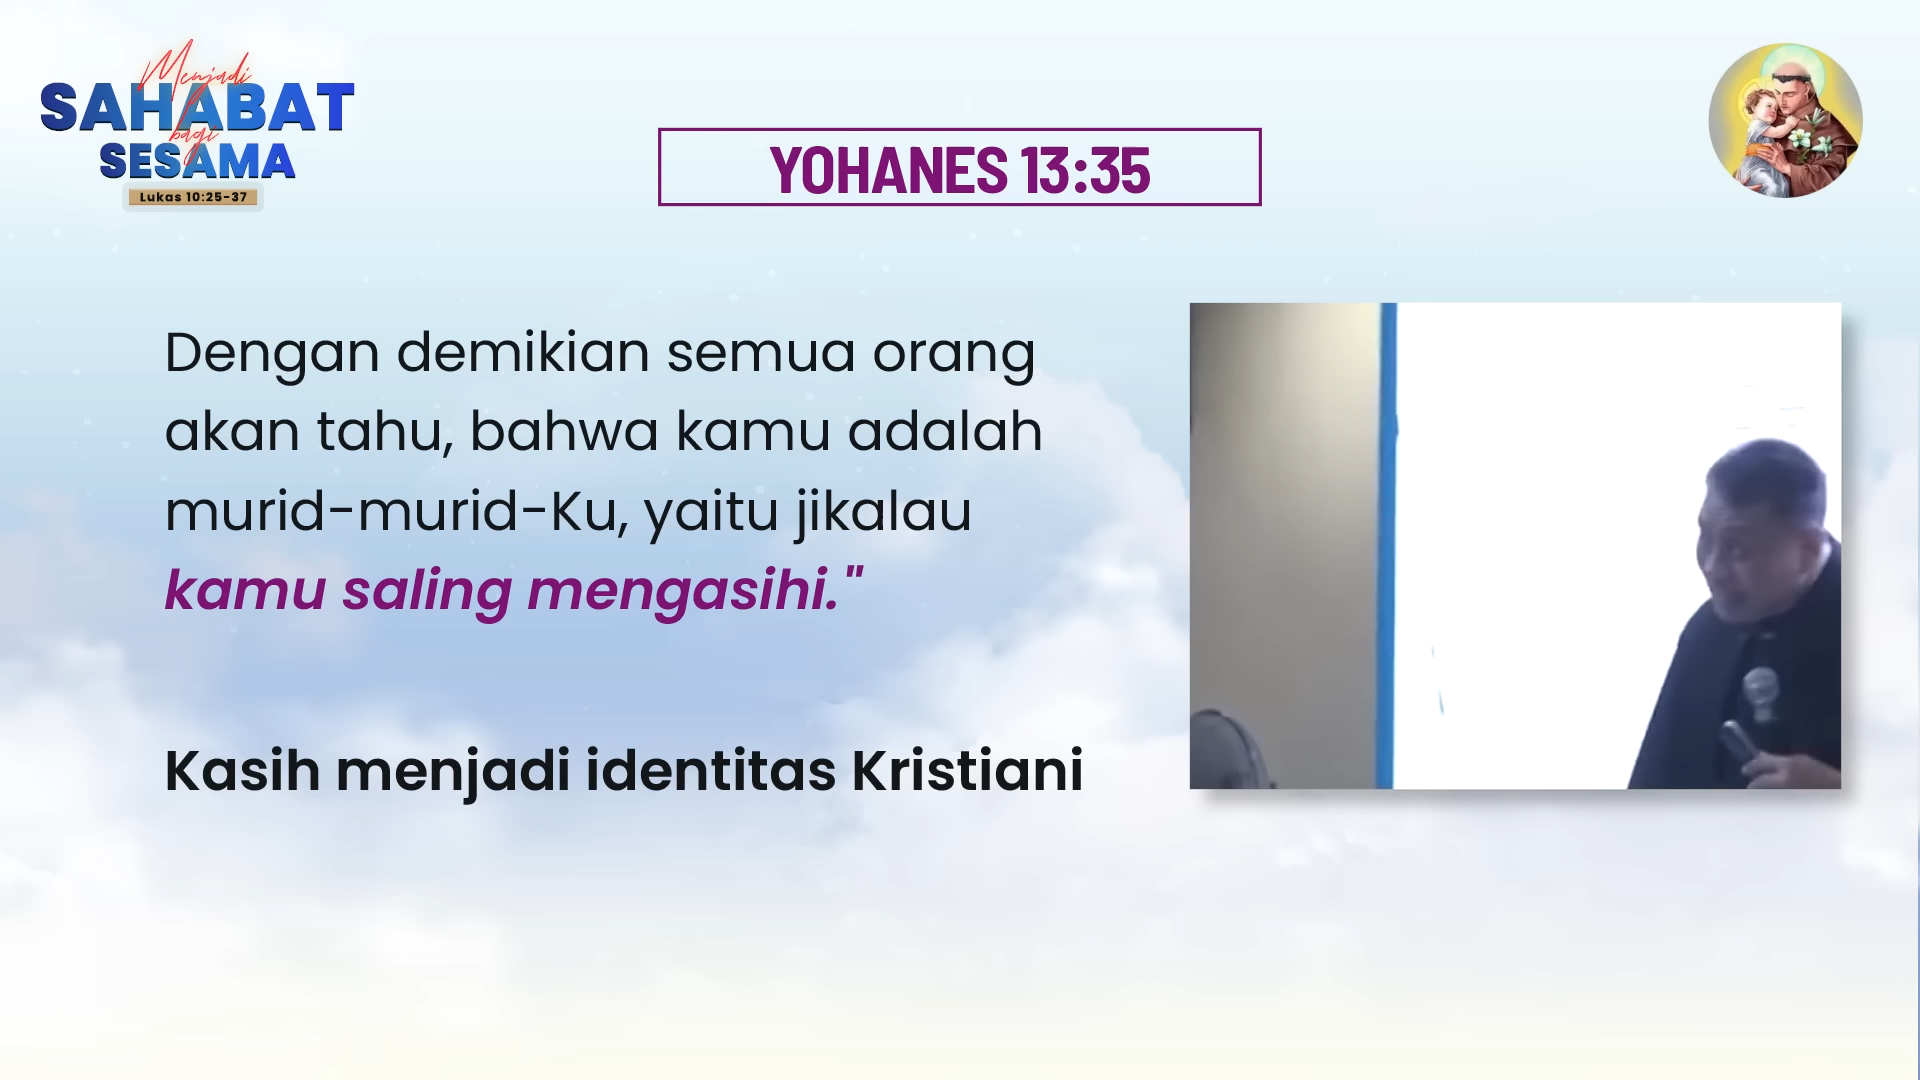 Menjadi
SAHABAT
bagi
SESAMA
Lukas 10:25-37
YOHANES 13:35
Dengan demikian semua orang
akan tahu, bahwa kamu adalah
murid-murid-Ku, yaitu jikalau
kamu saling mengasihi."
Kasih menjadi identitas Kristiani